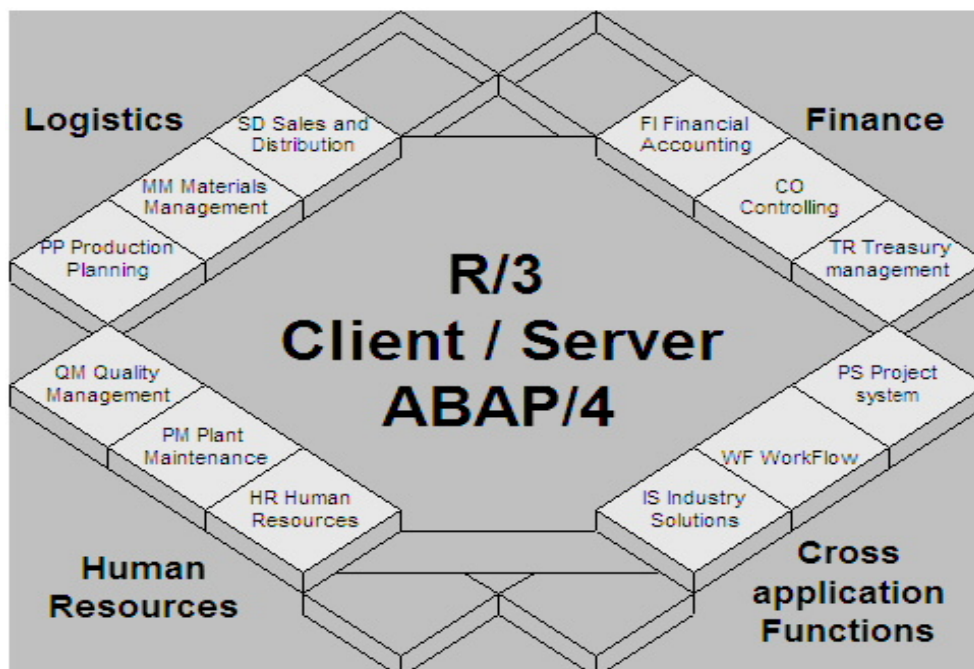 Logistics
SD Sales and
Distribution
MM Materials
Management
PP Production
Planning
FI Financial
Accounting
Finance
CO
Controlling
TR Treasury
management
R/3
Client / Server
ABAP/4
QM Quality
Management
PM Plant
Maintenance
HR Human
Resources
Human
Resources
PS Project
system
WF WorkFlow
IS Industry
Solutions
Cross
application
Functions